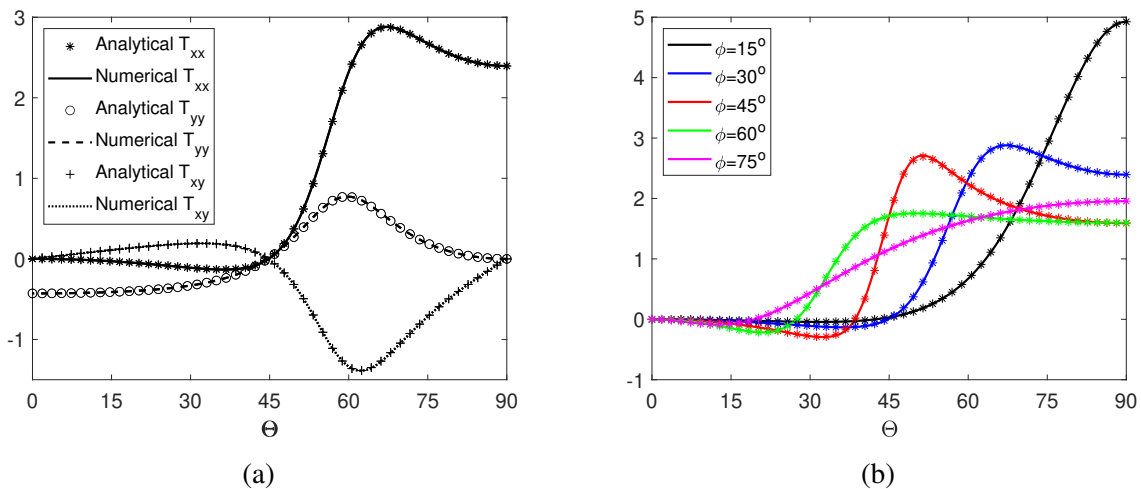 3
2
1
0
-1
0 15 30 45 60 75 90
Θ
Analytical T_xx
Numerical T_xx
Analytical T_yy
Numerical T_yy
Analytical T_xy
Numerical T_xy
(a)
5
4
3
2
1
0
-1
0 15 30 45 60 75 90
Θ
ϕ=15°
ϕ=30°
ϕ=45°
ϕ=60°
ϕ=75°
(b)